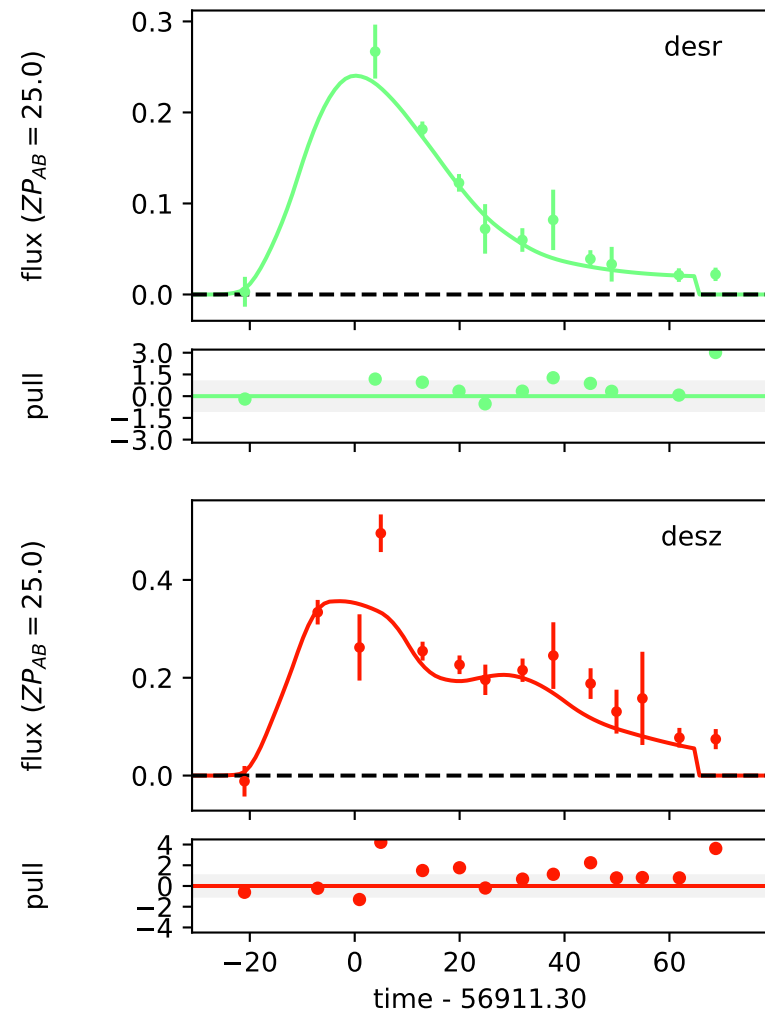 desr
flux (ZP_AB = 25.0)
0.3
0.2
0.1
0.0
pull
3.0
1.5
0.0
−1.5
−3.0
desz
flux (ZP_AB = 25.0)
0.4
0.2
0.0
pull
4
2
0
−2
−4
−20 0 20 40 60
time - 56911.30